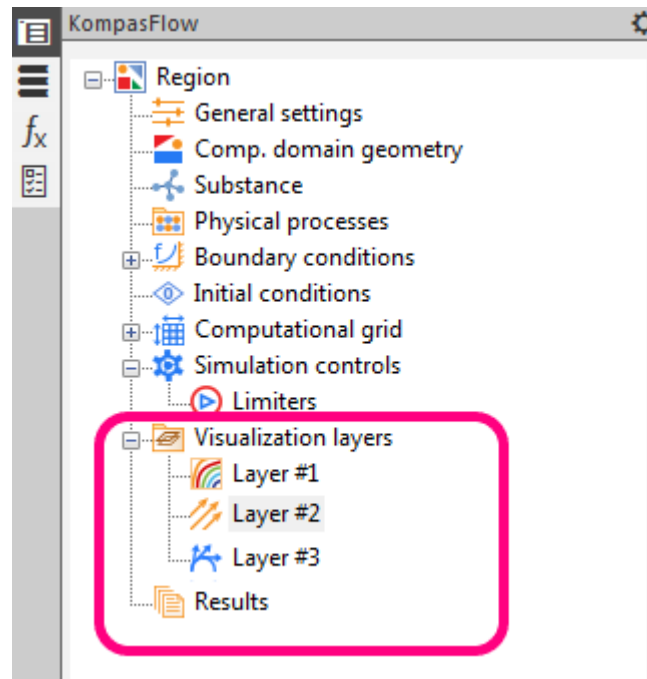 KompasFlow
Region
General settings
Comp. domain geometry
Substance
Physical processes
Boundary conditions
Initial conditions
Computational grid
Simulation controls
Limiters
Visualization layers
Layer #1
Layer #2
Layer #3
Results